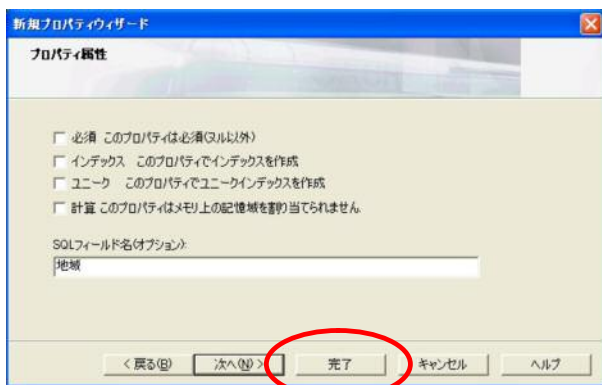 新規プロパティウィザード
プロパティ属性
必須 このプロパティは必須(ヌル以外)
インデックス このプロパティでインデックスを作成
ユニーク このプロパティでユニークインデックスを作成
計算 このプロパティはメモリ上の記憶域を割り当てられません
SQLフィールド名(オプション):
地域
< 戻る(B) 次へ(N) > 完了 キャンセル ヘルプ